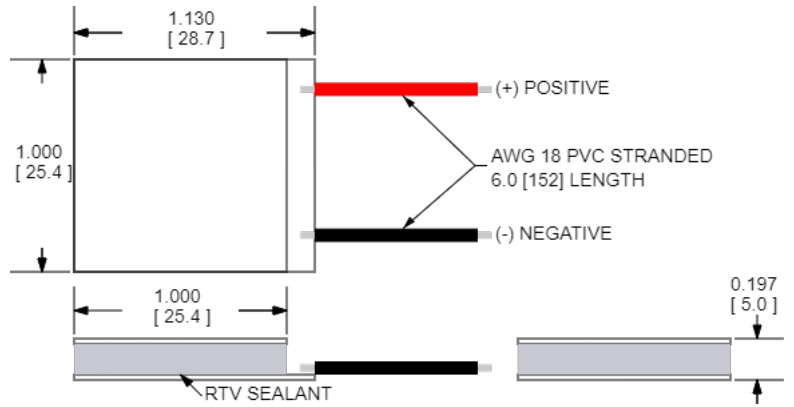 1.130
[ 28.7 ]
(+) POSITIVE
1.000
[ 25.4 ]
AWG 18 PVC STRANDED
6.0 [152] LENGTH
(-) NEGATIVE
1.000
[ 25.4 ]
0.197
[ 5.0 ]
RTV SEALANT